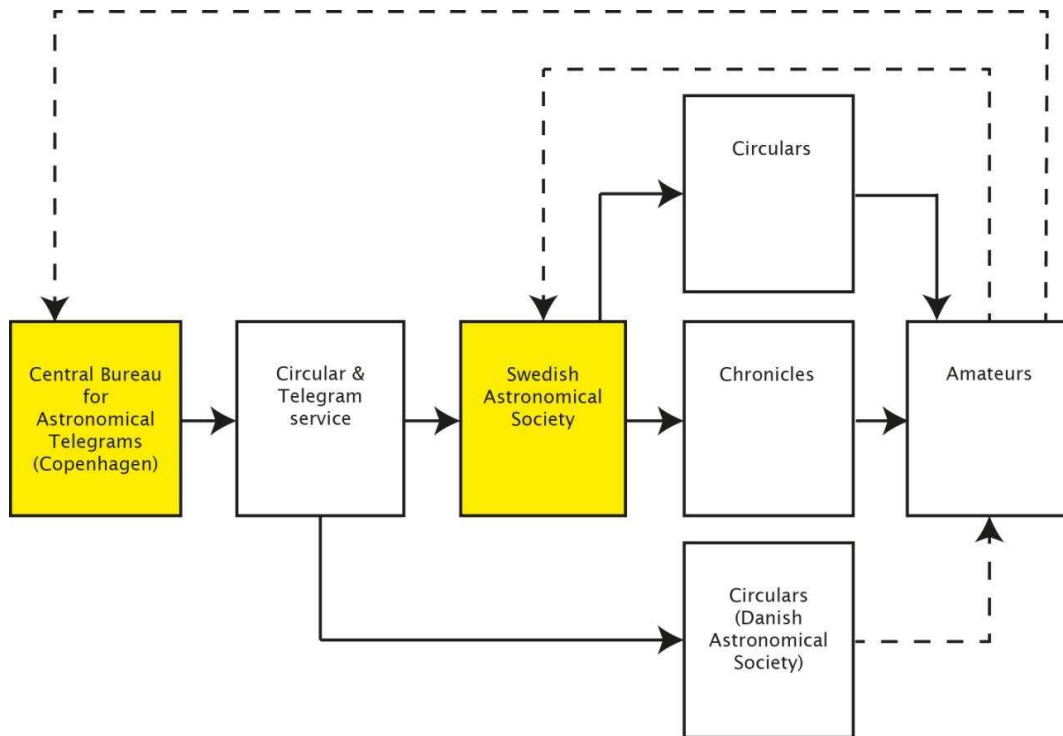 Circulars
Central Bureau
for
Astronomical
Telegrams
(Copenhagen)
Circular &
Telegram
service
Swedish
Astronomical
Society
Chronicles
Amateurs
Circulars
(Danish
Astronomical
Society)